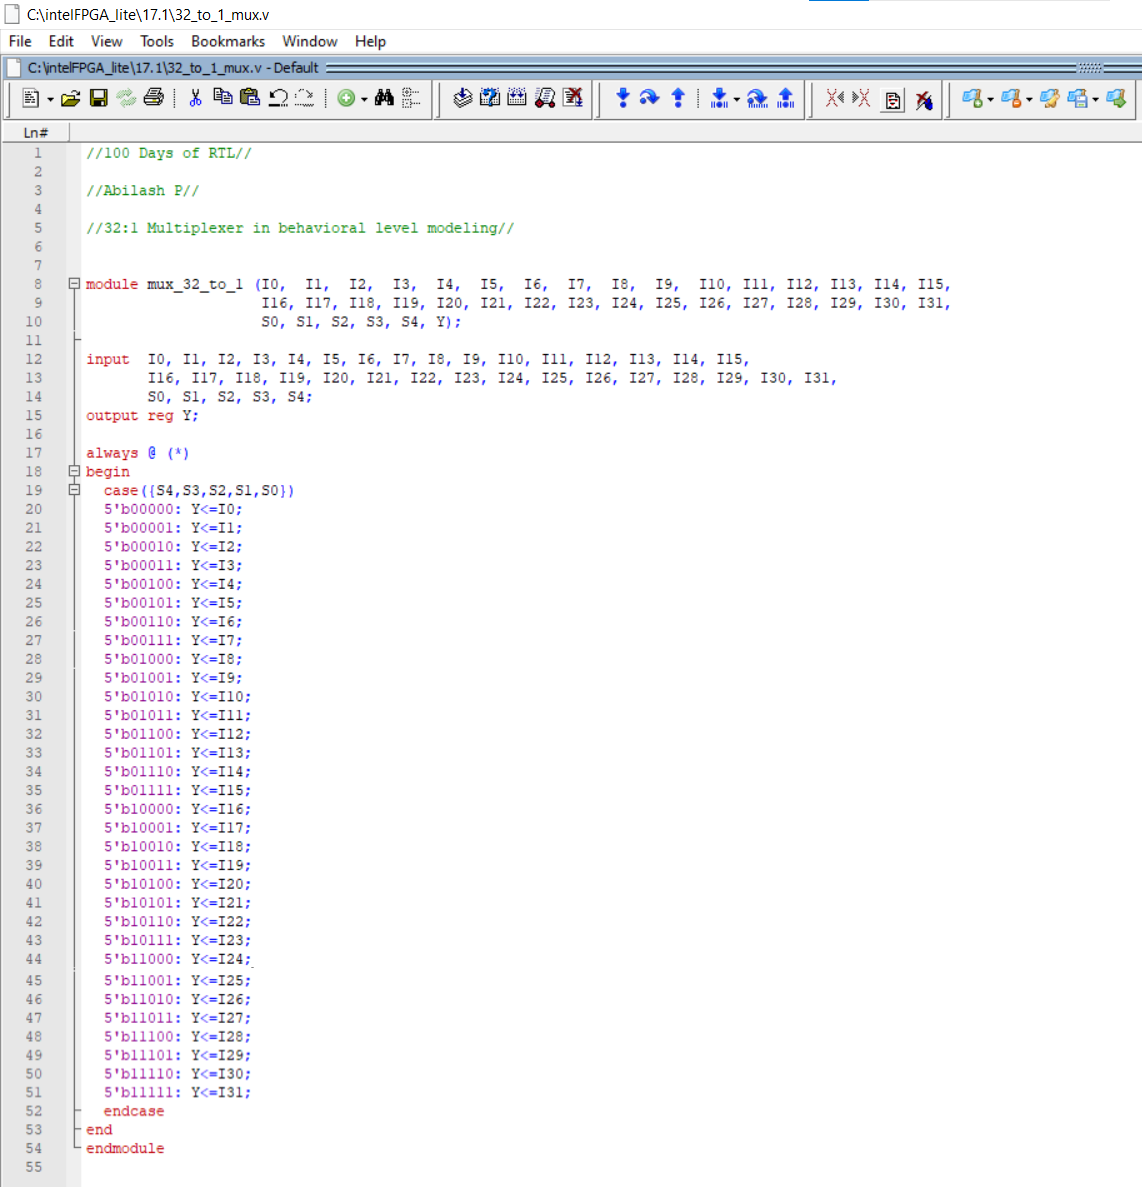 C:\intelFPGA_lite\17.1\32_to_1_mux.v
File Edit View Tools Bookmarks Window Help
C:\intelFPGA_lite\17.1\32_to_1_mux.v - Default
Ln#
1 //100 Days of RTL//
2
3 //Abilash P//
4
5 //32:1 Multiplexer in behavioral level modeling//
6
7
8 module mux_32_to_1 (I0, I1, I2, I3, I4, I5, I6, I7, I8, I9, I10, I11, I12, I13, I14, I15,
9 I16, I17, I18, I19, I20, I21, I22, I23, I24, I25, I26, I27, I28, I29, I30, I31,
10 S0, S1, S2, S3, S4, Y);
11
12 input I0, I1, I2, I3, I4, I5, I6, I7, I8, I9, I10, I11, I12, I13, I14, I15,
13 I16, I17, I18, I19, I20, I21, I22, I23, I24, I25, I26, I27, I28, I29, I30, I31,
14 S0, S1, S2, S3, S4;
15 output reg Y;
16
17 always @ (*)
18 begin
19 case({S4,S3,S2,S1,S0})
20 5'b00000: Y<=I0;
21 5'b00001: Y<=I1;
22 5'b00010: Y<=I2;
23 5'b00011: Y<=I3;
24 5'b00100: Y<=I4;
25 5'b00101: Y<=I5;
26 5'b00110: Y<=I6;
27 5'b00111: Y<=I7;
28 5'b01000: Y<=I8;
29 5'b01001: Y<=I9;
30 5'b01010: Y<=I10;
31 5'b01011: Y<=I11;
32 5'b01100: Y<=I12;
33 5'b01101: Y<=I13;
34 5'b01110: Y<=I14;
35 5'b01111: Y<=I15;
36 5'b10000: Y<=I16;
37 5'b10001: Y<=I17;
38 5'b10010: Y<=I18;
39 5'b10011: Y<=I19;
40 5'b10100: Y<=I20;
41 5'b10101: Y<=I21;
42 5'b10110: Y<=I22;
43 5'b10111: Y<=I23;
44 5'b11000: Y<=I24;
45 5'b11001: Y<=I25;
46 5'b11010: Y<=I26;
47 5'b11011: Y<=I27;
48 5'b11100: Y<=I28;
49 5'b11101: Y<=I29;
50 5'b11110: Y<=I30;
51 5'b11111: Y<=I31;
52 endcase
53 end
54 endmodule
55